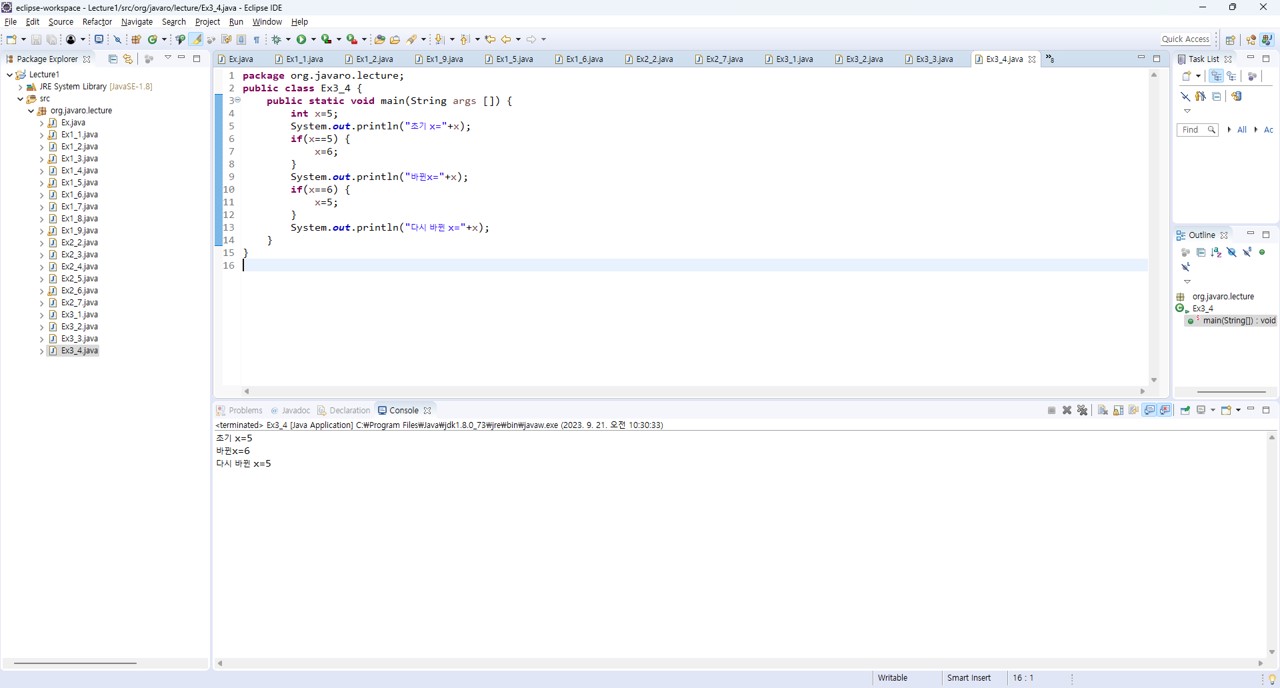 eclipse-workspace - Lecture1/src/org/javaro/lecture/Ex3_4.java - Eclipse IDE
File Edit Source Refactor Navigate Search Project Run Window Help
Quick Access
Package Explorer
Lecture1
JRE System Library [JavaSE-1.8]
src
org.javaro.lecture
Ex.java
Ex1_1.java
Ex1_2.java
Ex1_3.java
Ex1_4.java
Ex1_5.java
Ex1_6.java
Ex1_7.java
Ex1_8.java
Ex1_9.java
Ex2_2.java
Ex2_3.java
Ex2_4.java
Ex2_5.java
Ex2_6.java
Ex2_7.java
Ex3_1.java
Ex3_2.java
Ex3_3.java
Ex3_4.java
Ex.java Ex1_1.java Ex1_2.java Ex1_9.java Ex1_5.java Ex1_6.java Ex2_2.java Ex2_7.java Ex3_1.java Ex3_2.java Ex3_3.java Ex3_4.java
1 package org.javaro.lecture;
2 public class Ex3_4 {
3 public static void main(String args []) {
4 int x=5;
5 System.out.println("초기 x="+x);
6 if(x==5) {
7 x=6;
8 }
9 System.out.println("바뀐x="+x);
10 if(x==6) {
11 x=5;
12 }
13 System.out.println("다시 바뀐 x="+x);
14 }
15 }
16
Task List
Find All Ac
Outline
org.javaro.lecture
Ex3_4
main(String[]) : void
Problems Javadoc Declaration Console
<terminated> Ex3_4 [Java Application] C:₩Program Files₩Java₩jdk1.8.0_73₩jre₩bin₩javaw.exe (2023. 9. 21. 오전 10:30:33)
초기 x=5
바뀐x=6
다시 바뀐 x=5
Writable Smart Insert 16 : 1